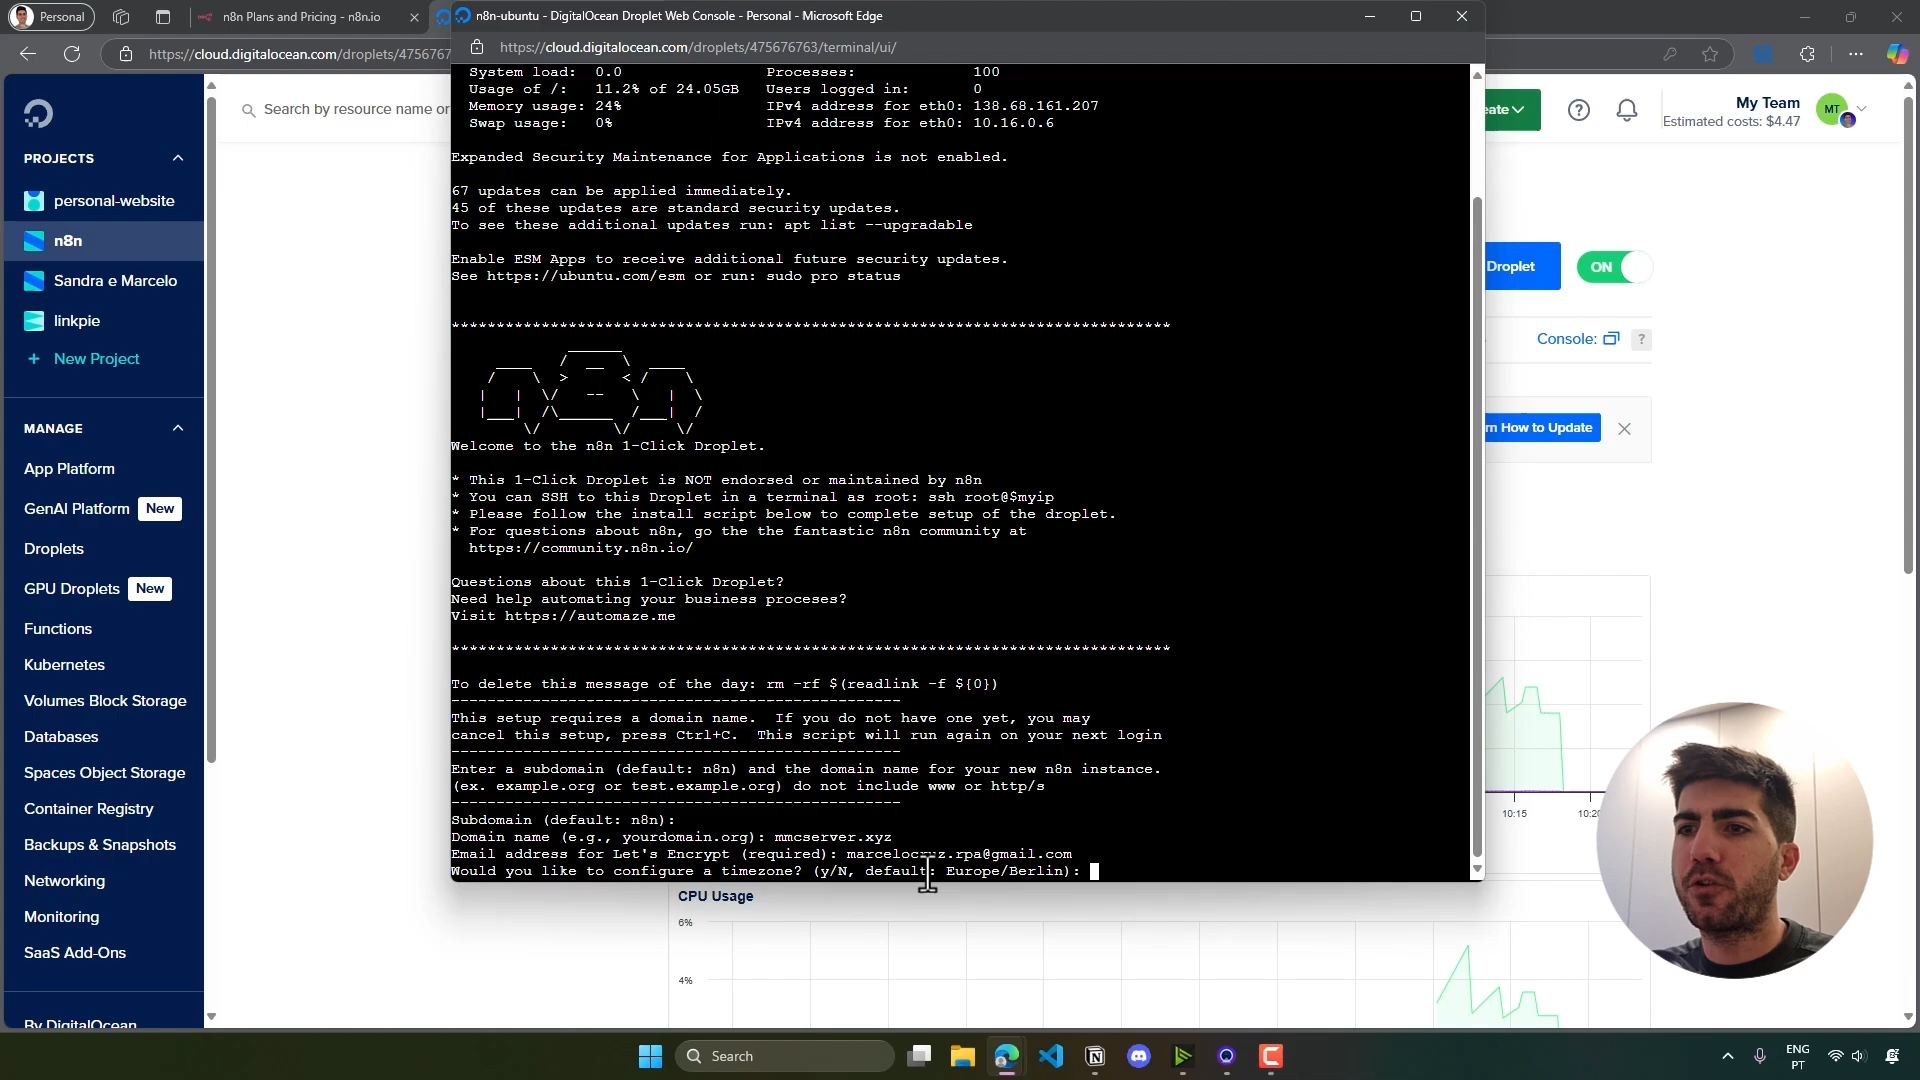 Personal
n8n Plans and Pricing - n8n.io
n8n-ubuntu - DigitalOcean Droplet Web Console - Personal - Microsoft Edge
https://cloud.digitalocean.com/droplets/4756767
https://cloud.digitalocean.com/droplets/475676763/terminal/ui/
PROJECTS
personal-website
n8n
Sandra e Marcelo
linkpie
+ New Project
MANAGE
App Platform
GenAI Platform New
Droplets
GPU Droplets New
Functions
Kubernetes
Volumes Block Storage
Databases
Spaces Object Storage
Container Registry
Backups & Snapshots
Networking
Monitoring
SaaS Add-Ons
By DigitalOcean
Search by resource name or
System load: 0.0 Processes: 100
Usage of /: 11.2% of 24.05GB Users logged in: 0
Memory usage: 24% IPv4 address for eth0: 138.68.161.207
Swap usage: 0% IPv4 address for eth0: 10.16.0.6
Expanded Security Maintenance for Applications is not enabled.
67 updates can be applied immediately.
45 of these updates are standard security updates.
To see these additional updates run: apt list --upgradable
Enable ESM Apps to receive additional future security updates.
See https://ubuntu.com/esm or run: sudo pro status
********************************************************************************
Welcome to the n8n 1-Click Droplet.
* This 1-Click Droplet is NOT endorsed or maintained by n8n
* You can SSH to this Droplet in a terminal as root: ssh root@$myip
* Please follow the install script below to complete setup of the droplet.
* For questions about n8n, go the the fantastic n8n community at
https://community.n8n.io/
Questions about this 1-Click Droplet?
Need help automating your business proceses?
Visit https://automaze.me
********************************************************************************
To delete this message of the day: rm -rf $(readlink -f ${0})
--------------------------------------------------
This setup requires a domain name. If you do not have one yet, you may
cancel this setup, press Ctrl+C. This script will run again on your next login
--------------------------------------------------
Enter a subdomain (default: n8n) and the domain name for your new n8n instance.
(ex. example.org or test.example.org) do not include www or http/s
--------------------------------------------------
Subdomain (default: n8n):
Domain name (e.g., yourdomain.org): mmcserver.xyz
Email address for Let's Encrypt (required): marcelocruz.rpa@gmail.com
Would you like to configure a timezone? (y/N, default: Europe/Berlin):
eate
?
My Team
Estimated costs: $4.47
MT
Droplet
ON
Console: ?
rn How to Update
10:15 10:20
CPU Usage
6%
4%
Search
ENG
PT